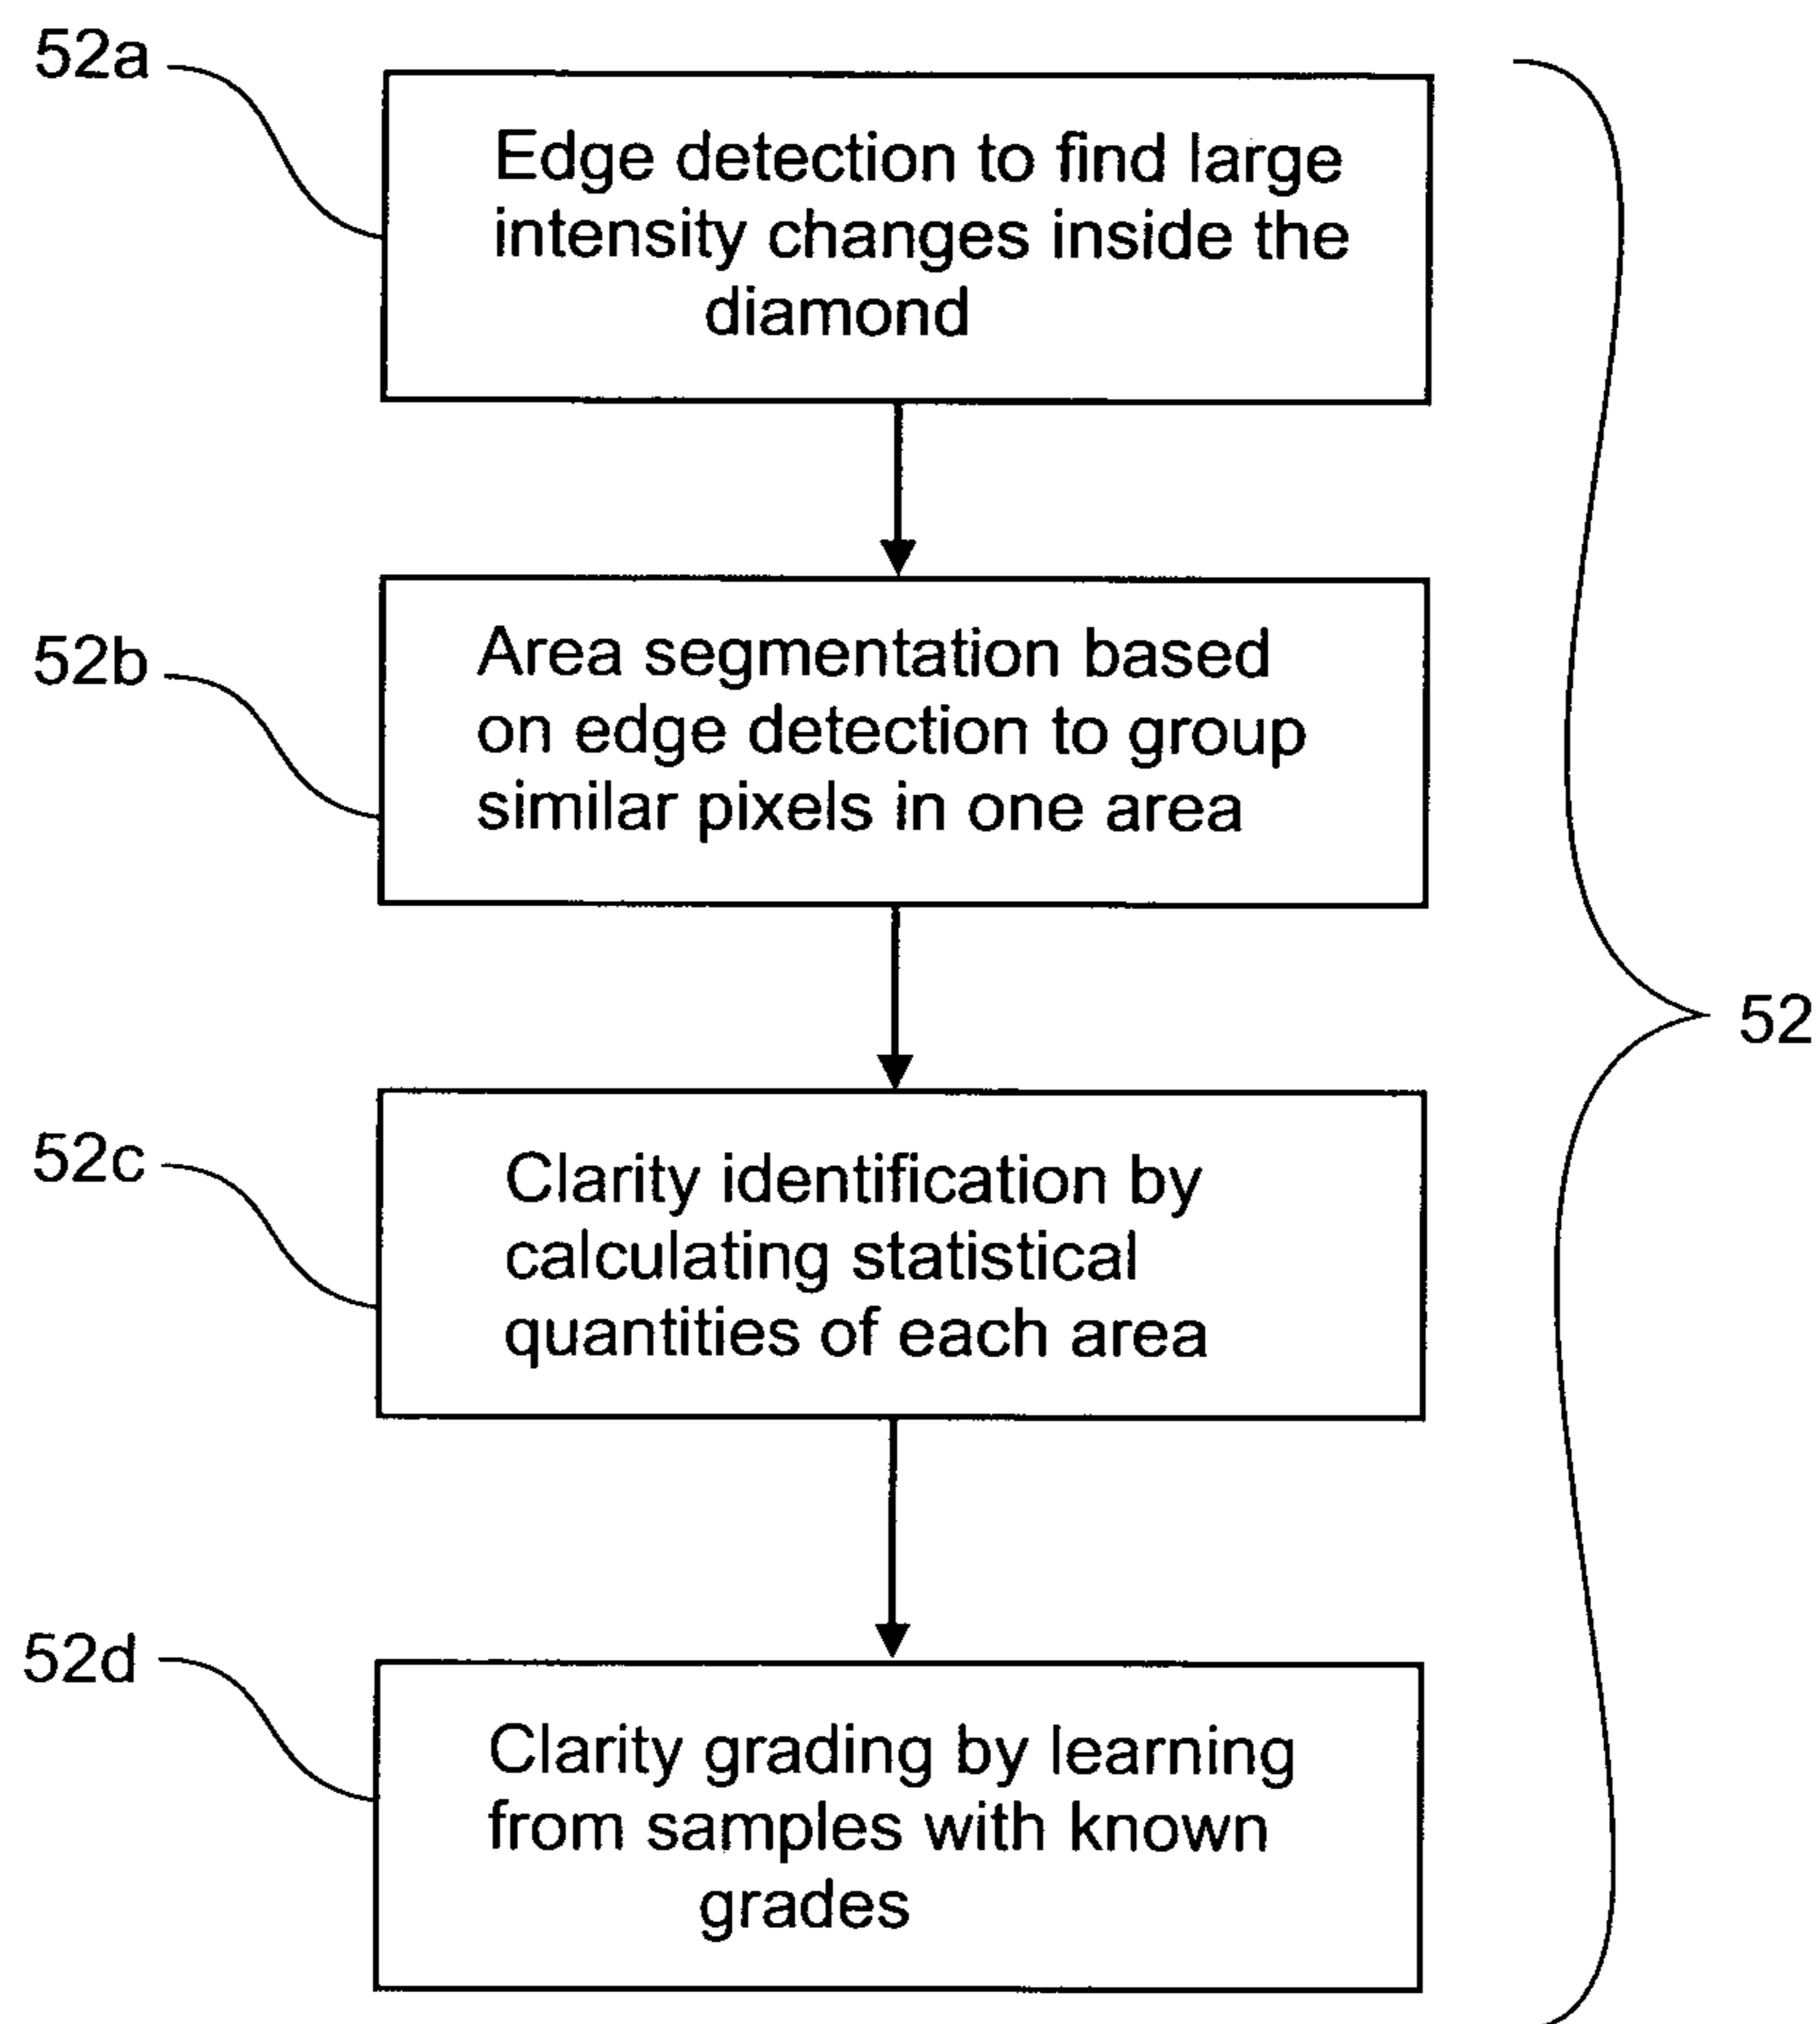 52a
Edge detection to find large
intensity changes inside the
diamond
52b
Area segmentation based
on edge detection to group
similar pixels in one area
52
52c
Clarity identification by
calculating statistical
quantities of each area
52d
Clarity grading by learning
from samples with known
grades